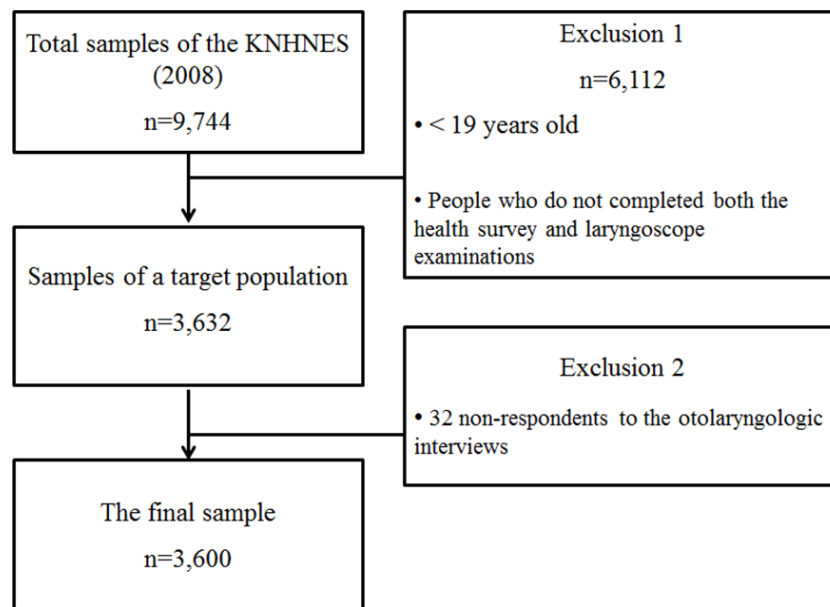 Total samples of the KNHNES
(2008)
n=9,744
Exclusion 1
n=6,112
• < 19 years old
• People who do not completed both the
health survey and laryngoscope
examinations
Samples of a target population
n=3,632
Exclusion 2
• 32 non-respondents to the otolaryngologic
interviews
The final sample
n=3,600